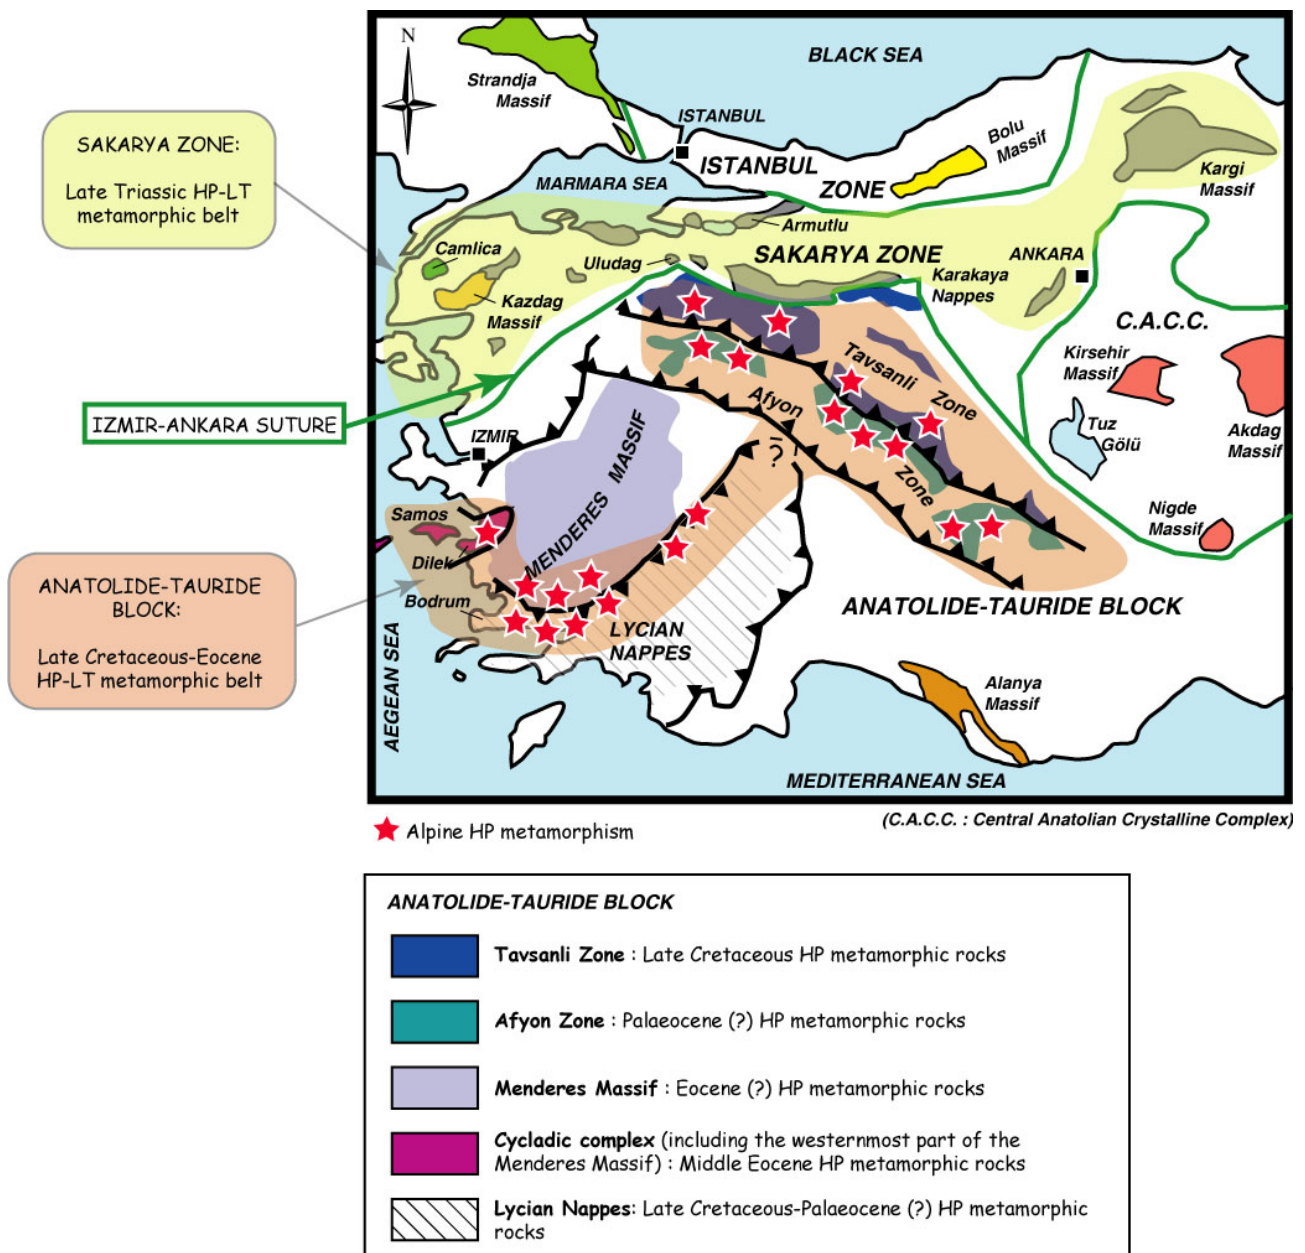 N
BLACK SEA
Strandja
Massif
ISTANBUL
ISTANBUL
ZONE
Bolu
Massif
Kargi
Massif
MARMARA SEA
SAKARYA ZONE:
Late Triassic HP-LT
metamorphic belt
Armutlu
Camlica
Uludag
SAKARYA ZONE
ANKARA
Karakaya
Nappes
Kazdag
Massif
C.A.C.C.
Kirsehir
Massif
Tavsanli
Zone
Afyon
Zone
IZMIR-ANKARA SUTURE
IZMIR
MENDERES MASSIF
Tuz
Gölü
Akdag
Massif
?
Nigde
Massif
Samos
Dilek
Bodrum
ANATOLIDE-TAURIDE
BLOCK:
Late Cretaceous-Eocene
HP-LT metamorphic belt
ANATOLIDE-TAURIDE BLOCK
LYCIAN
NAPPES
AEGEAN SEA
Alanya
Massif
MEDITERRANEAN SEA
(C.A.C.C. : Central Anatolian Crystalline Complex)
Alpine HP metamorphism
ANATOLIDE-TAURIDE BLOCK
Tavsanli Zone : Late Cretaceous HP metamorphic rocks
Afyon Zone : Palaeocene (?) HP metamorphic rocks
Menderes Massif : Eocene (?) HP metamorphic rocks
Cycladic complex (including the westernmost part of the
Menderes Massif) : Middle Eocene HP metamorphic rocks
Lycian Nappes: Late Cretaceous-Palaeocene (?) HP metamorphic
rocks